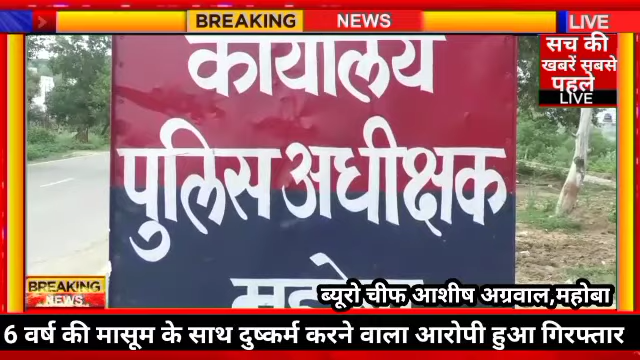 BREAKING NEWS
LIVE
सच की
खबरें सबसे
पहले
LIVE
कार्यालय
पुलिस अधीक्षक
BREAKING
NEWS
ब्यूरो चीफ आशीष अग्रवाल,महोबा
6 वर्ष की मासूम के साथ दुष्कर्म करने वाला आरोपी हुआ गिरफ्तार